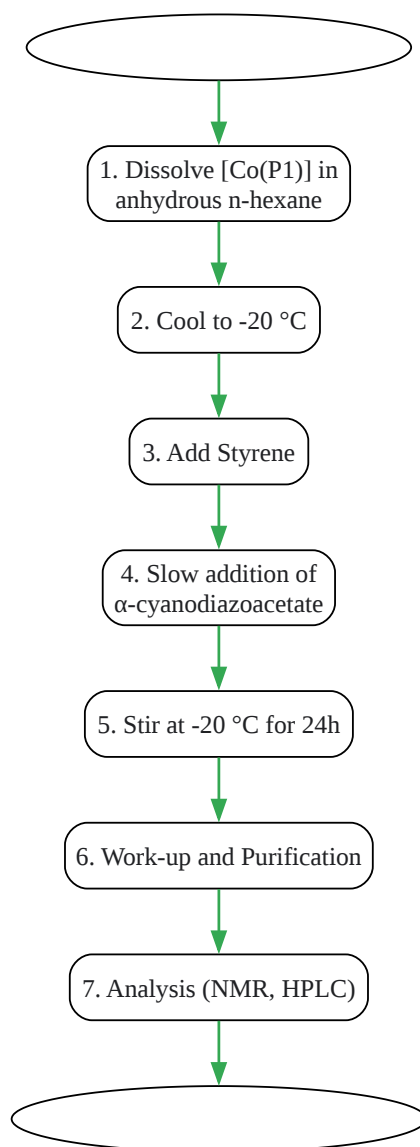 1. Dissolve [Co(P1)] in
anhydrous n-hexane
2. Cool to -20 °C
3. Add Styrene
4. Slow addition of
α-cyanodiazoacetate
5. Stir at -20 °C for 24h
6. Work-up and Purification
7. Analysis (NMR, HPLC)